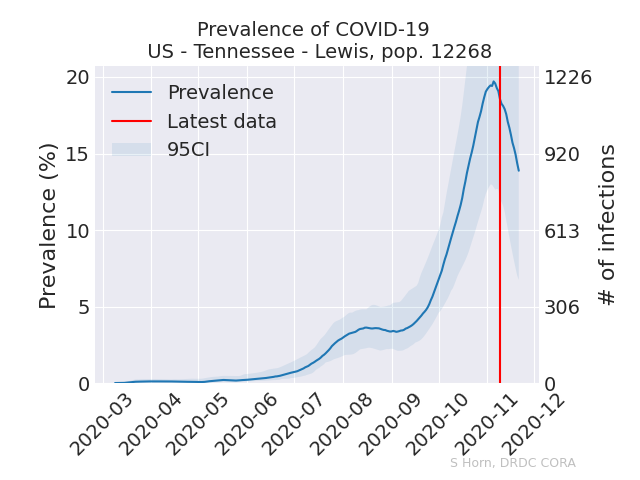 Prevalence of COVID-19
US - Tennessee - Lewis, pop. 12268
Prevalence
Latest data
95CI
Prevalence (%)
20
15
10
5
0
1226
920
613
306
0
# of infections
2020-03
2020-04
2020-05
2020-06
2020-07
2020-08
2020-09
2020-10
2020-11
2020-12
S Horn, DRDC CORA